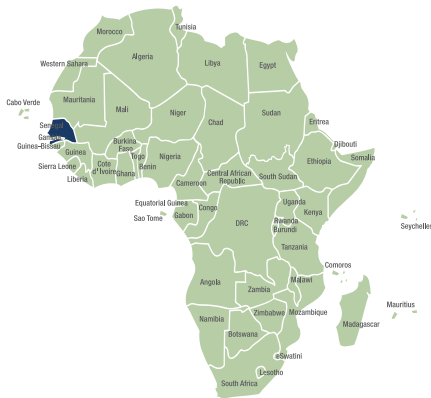 Tunisia
Morocco
Algeria
Libya
Egypt
Western Sahara
Cabo Verde
Mauritania
Mali
Niger
Chad
Sudan
Eritrea
Senegal
Gambia
Guinea-Bissau
Guinea
Burkina
Faso
Djibouti
Somalia
Ethiopia
Sierra Leone
Cote
d'Ivoire
Ghana
Togo
Benin
Nigeria
Liberia
Central African
Republic
South Sudan
Cameroon
Equatorial Guinea
Sao Tome
Gabon
Congo
DRC
Uganda
Kenya
Rwanda
Burundi
Seychelles
Tanzania
Comoros
Angola
Zambia
Malawi
Mozambique
Mauritius
Madagascar
Namibia
Zimbabwe
Botswana
eSwatini
Lesotho
South Africa